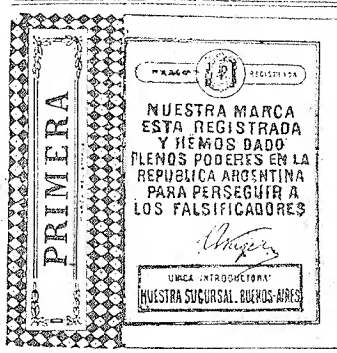 PRIMERA
MARCA
REGISTRADA
NUESTRA MARCA
ESTA REGISTRADA
Y HEMOS DADO
PLENOS PODERES EN LA
REPUBLICA ARGENTINA
PARA PERSEGUIR A
LOS FALSIFICADORES
UNICA INTRODUCTORA
NUESTRA SUCURSAL. BUENOS-AIRES